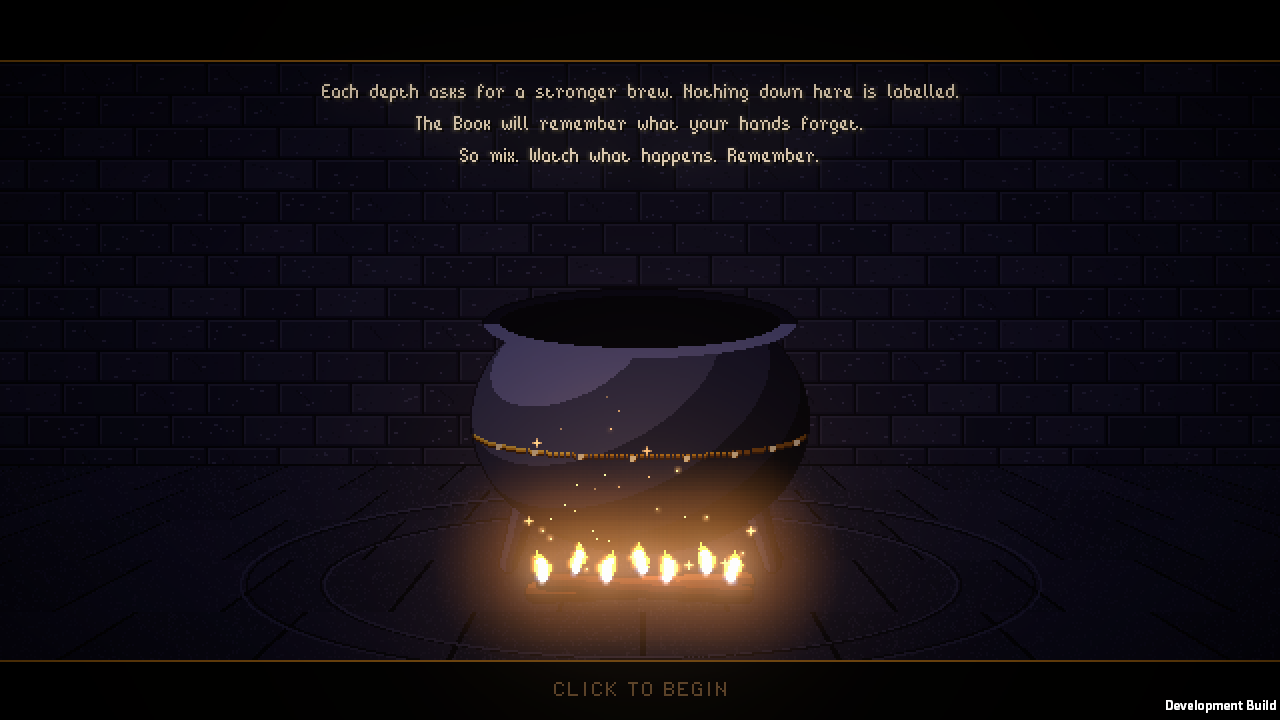 Each depth asks for a stronger brew. Nothing down here is labelled.
The Book will remember what your hands forget.
So mix. Watch what happens. Remember.
CLICK TO BEGIN
Development Build